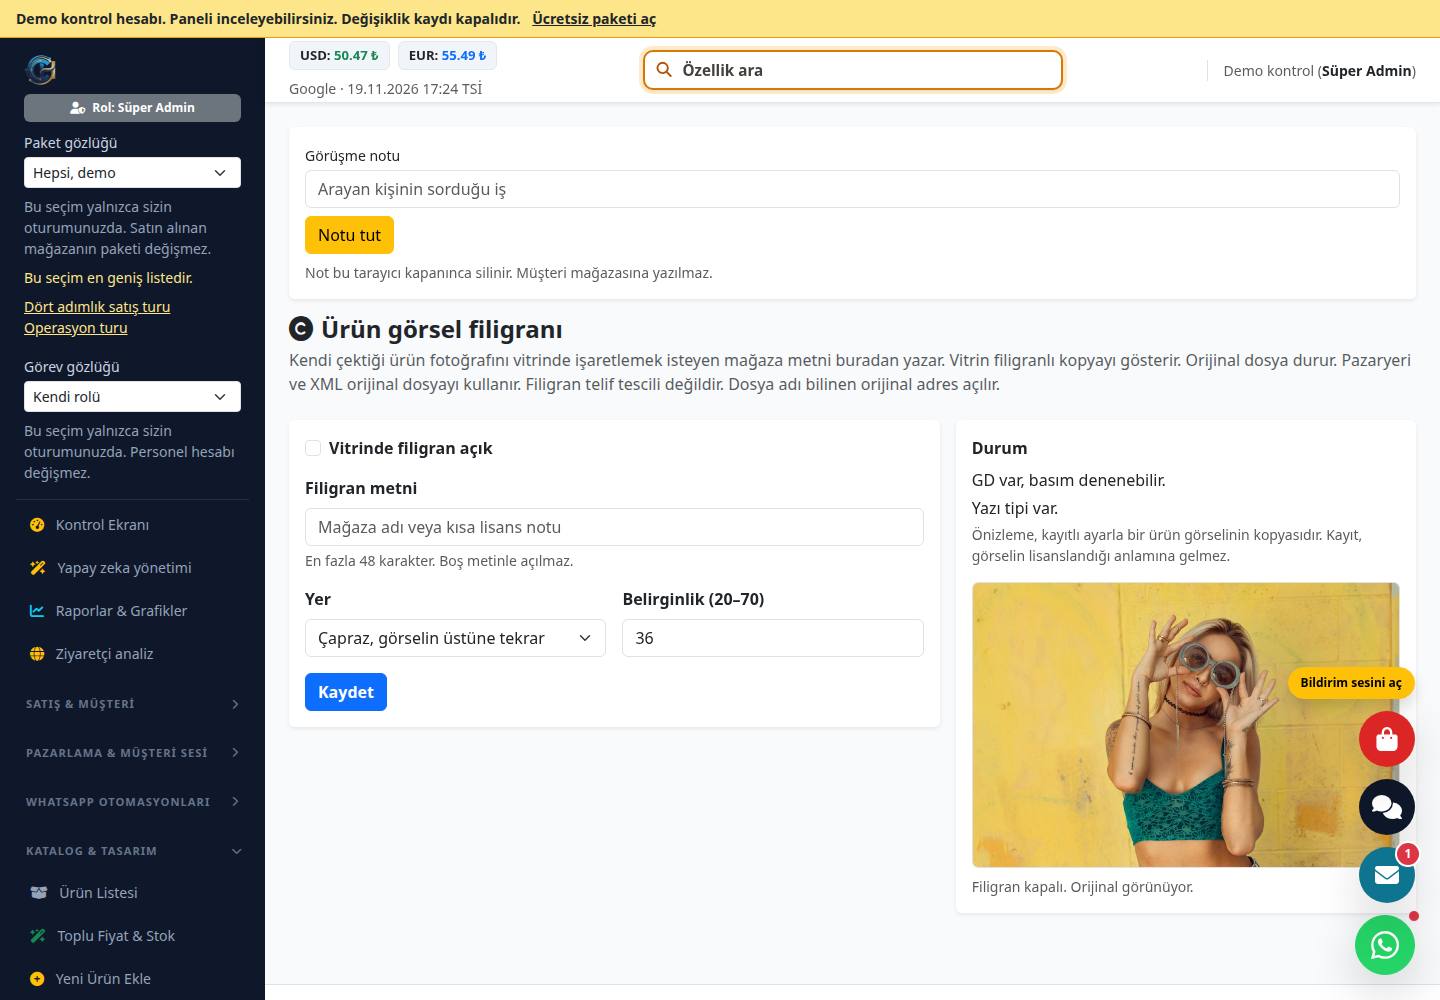 Demo kontrol hesabı. Paneli inceleyebilirsiniz. Değişiklik kaydı kapalıdır. Ücretsiz paketi aç
Rol: Süper Admin
Paket gözlüğü
Hepsi, demo
Bu seçim yalnızca sizin
oturumunuzda. Satın alınan
mağazanın paketi değişmez.
Bu seçim en geniş listedir.
Dört adımlık satış turu
Operasyon turu
Görev gözlüğü
Kendi rolü
Bu seçim yalnızca sizin
oturumunuzda. Personel hesabı
değişmez.
Kontrol Ekranı
Yapay zeka yönetimi
Raporlar & Grafikler
Ziyaretçi analiz
SATIŞ & MÜŞTERİ
PAZARLAMA & MÜŞTERİ SESİ
WHATSAPP OTOMASYONLARI
KATALOG & TASARIM
Ürün Listesi
Toplu Fiyat & Stok
Yeni Ürün Ekle
USD: 50.47 ₺ EUR: 55.49 ₺
Google · 19.11.2026 17:24 TSİ
Özellik ara
Demo kontrol (Süper Admin)
Görüşme notu
Arayan kişinin sorduğu iş
Notu tut
Not bu tarayıcı kapanınca silinir. Müşteri mağazasına yazılmaz.
Ürün görsel filigranı
Kendi çektiği ürün fotoğrafını vitrinde işaretlemek isteyen mağaza metni buradan yazar. Vitrin filigranlı kopyayı gösterir. Orijinal dosya durur. Pazaryeri
ve XML orijinal dosyayı kullanır. Filigran telif tescili değildir. Dosya adı bilinen orijinal adres açılır.
Vitrinde filigran açık
Filigran metni
Mağaza adı veya kısa lisans notu
En fazla 48 karakter. Boş metinle açılmaz.
Yer
Çapraz, görselin üstüne tekrar
Belirginlik (20–70)
36
Kaydet
Durum
GD var, basım denenebilir.
Yazı tipi var.
Önizleme, kayıtlı ayarla bir ürün görselinin kopyasıdır. Kayıt,
görselin lisanslandığı anlamına gelmez.
Bildirim sesini aç
1
Filigran kapalı. Orijinal görünüyor.